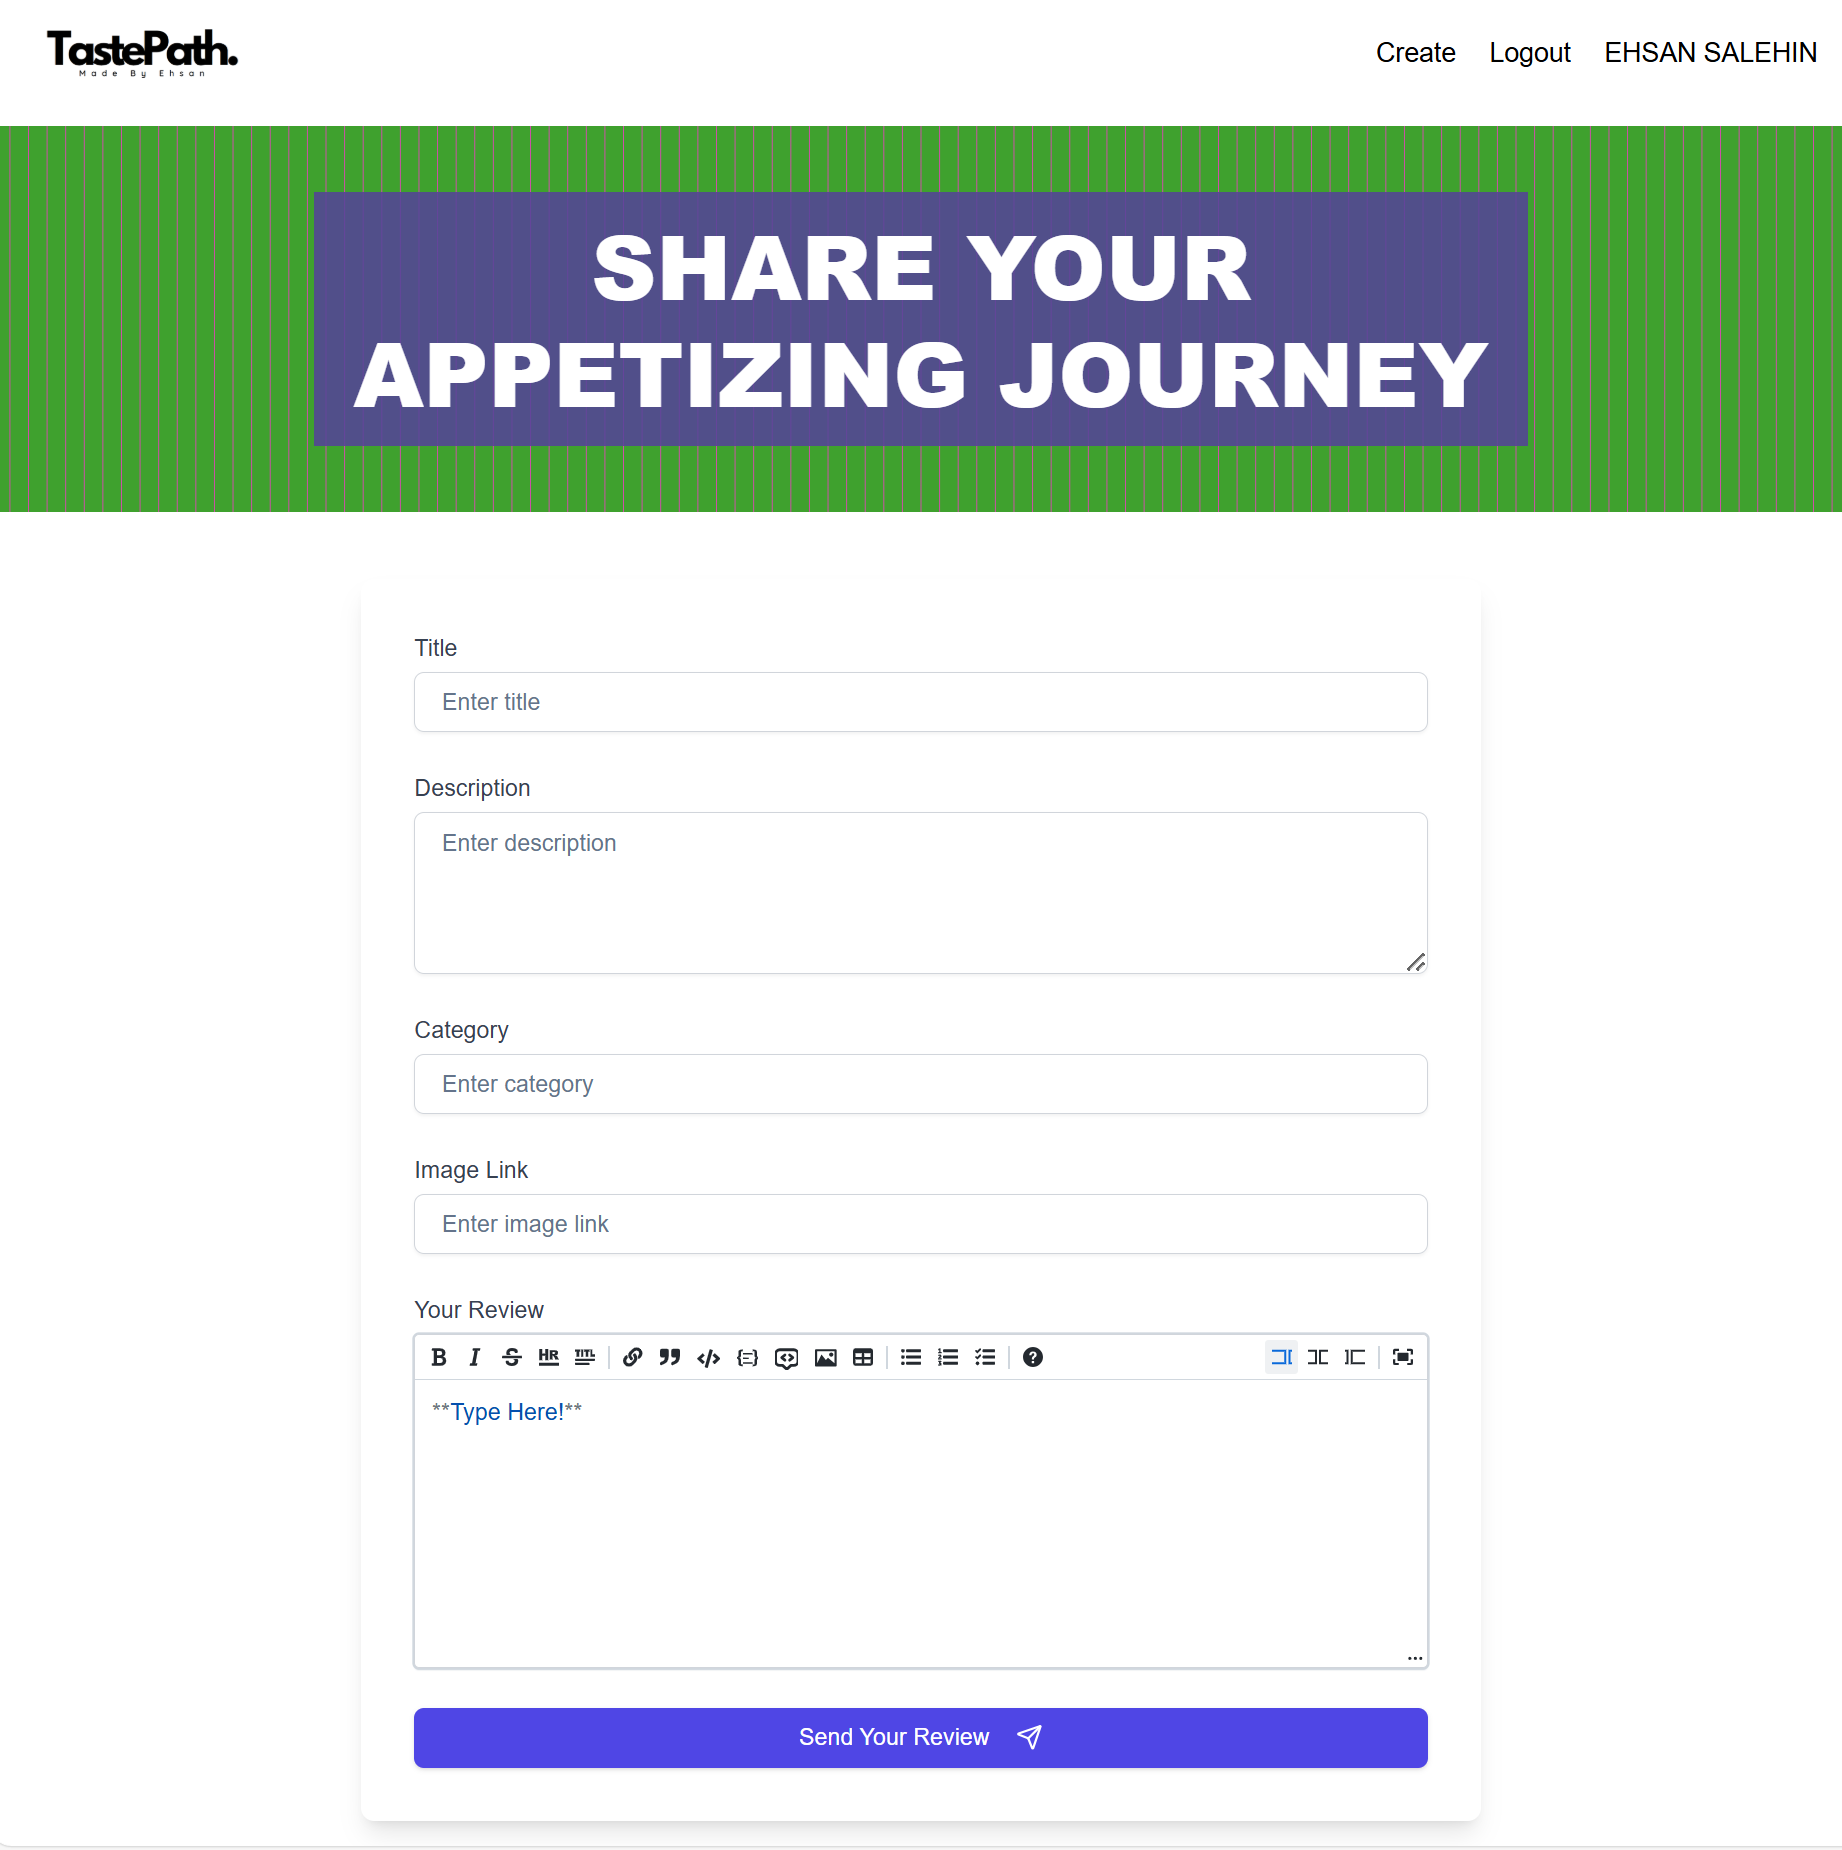 TastePath.
Made By Ehsan
Create Logout EHSAN SALEHIN
SHARE YOUR
APPETIZING JOURNEY
Title
Enter title
Description
Enter description
Category
Enter category
Image Link
Enter image link
Your Review
**Type Here!**
Send Your Review